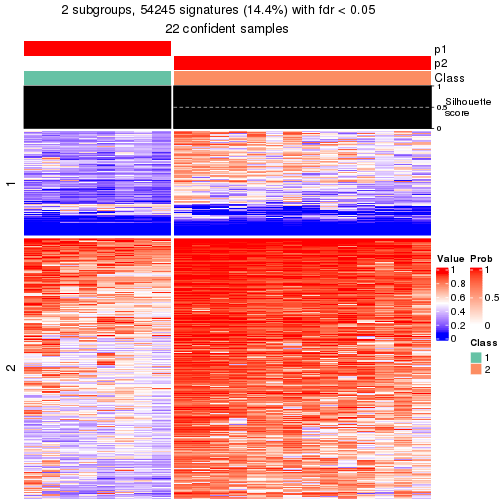 2 subgroups, 54245 signatures (14.4%) with fdr < 0.05
22 confident samples
p1
p2
Class
1
0.5
0
Silhouette
score
1
2
Value
1
0.8
0.6
0.4
0.2
0
Prob
1
0.5
0
Class
1
2